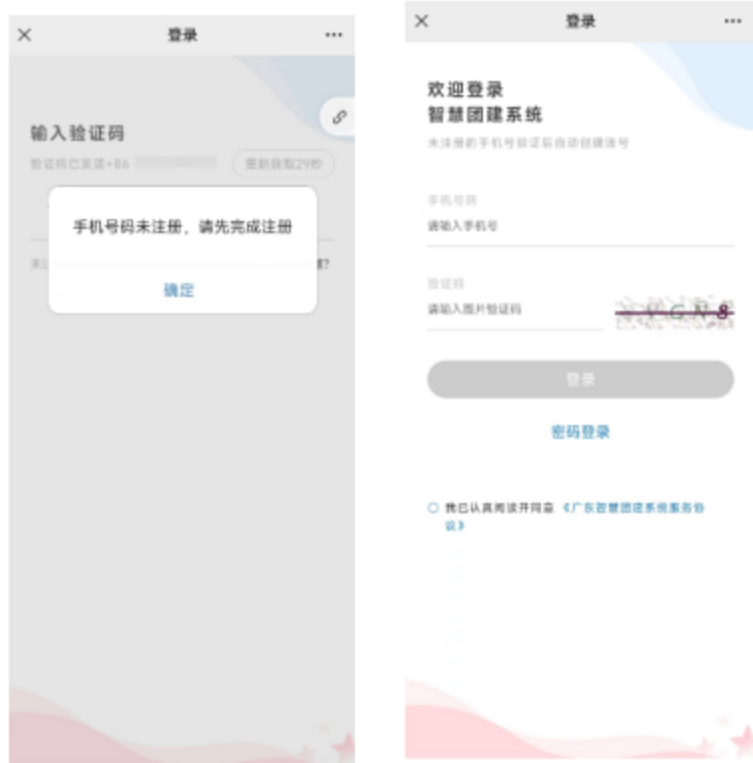 登录
输入验证码
验证码已发送+86
重新获取29秒
手机号码未注册，请先完成注册
确定
登录
欢迎登录
智慧团建系统
未注册的手机号验证后自动创建账号
手机号码
请输入手机号
验证码
请输入图片验证码
登录
密码登录
我已认真阅读并同意《广东智慧团建系统服务协
议》